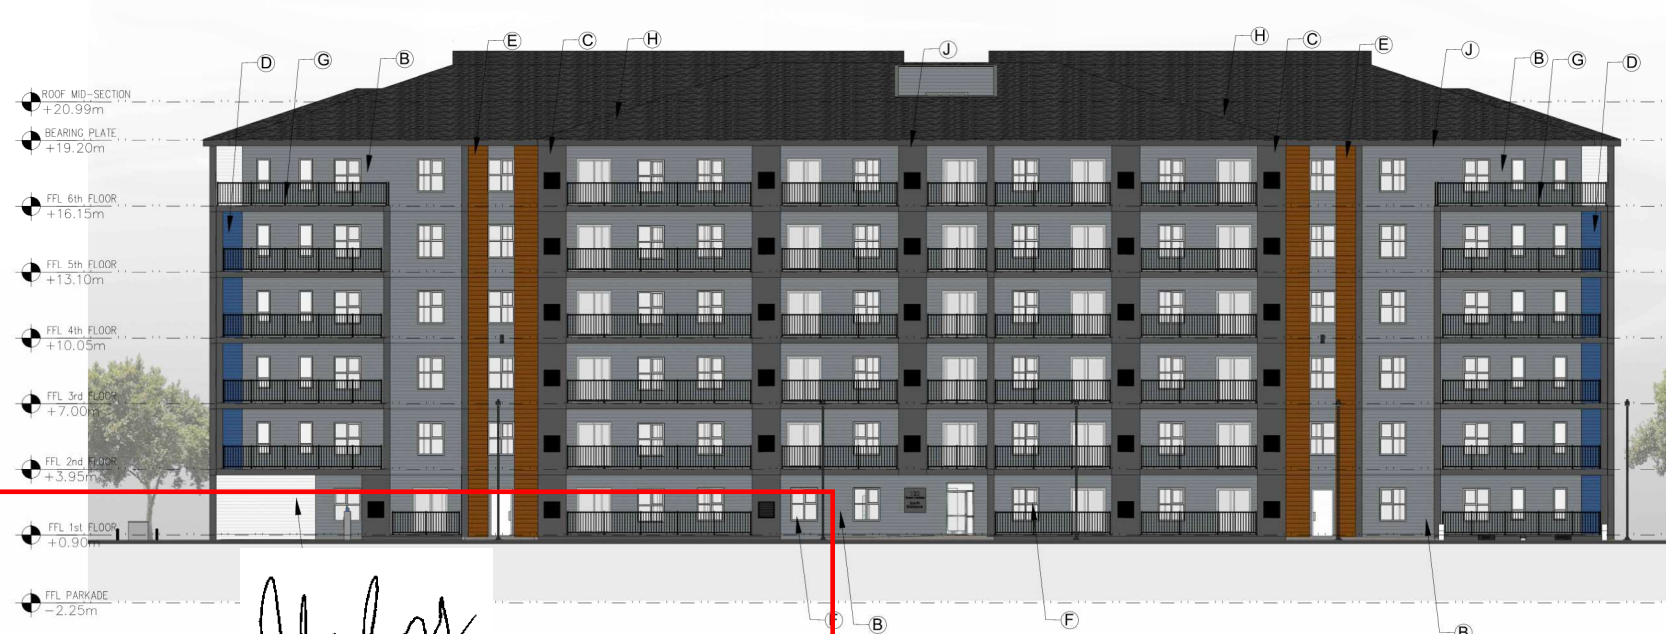 E C H H C E J
D G B J B G D
ROOF MID-SECTION
+20.99m
BEARING PLATE
+19.20m
FFL 6th FLOOR
+16.15m
FFL 5th FLOOR
+13.10m
FFL 4th FLOOR
+10.05m
FFL 3rd FLOOR
+7.00m
FFL 2nd FLOOR
+3.95m
FFL 1st FLOOR
+0.90m
FFL PARKADE
-2.25m
F B F B